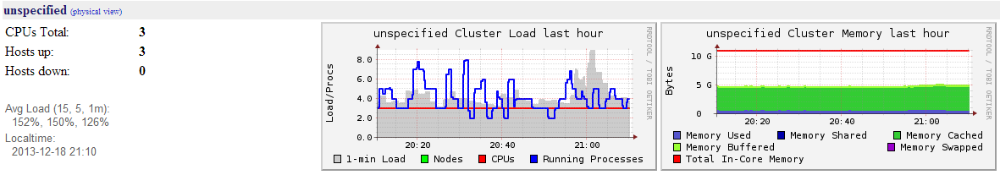 unspecified (physical view)
CPUs Total: 3
Hosts up: 3
Hosts down: 0
Avg Load (15, 5, 1m):
152%, 150%, 126%
Localtime:
2013-12-18 21:10
unspecified Cluster Load last hour
RRDTOOL / TOBI OETIKER
Load/Procs
8.0
6.0
4.0
2.0
0.0
20:20 20:40 21:00
1-min Load Nodes CPUs Running Processes
unspecified Cluster Memory last hour
RRDTOOL / TOBI OETIKER
Bytes
10 G
5 G
0
20:20 20:40 21:00
Memory Used Memory Shared Memory Cached
Memory Buffered Memory Swapped
Total In-Core Memory